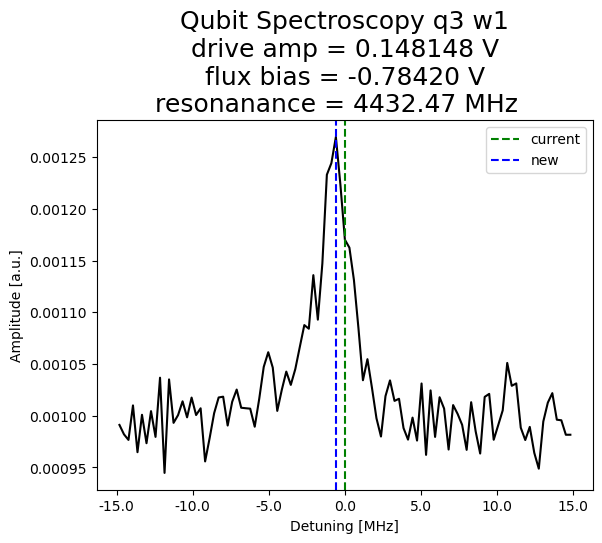 Qubit Spectroscopy q3 w1
drive amp = 0.148148 V
flux bias = -0.78420 V
resonanance = 4432.47 MHz
current
new
0.00125
0.00120
0.00115
0.00110
0.00105
0.00100
0.00095
Amplitude [a.u.]
-15.0 -10.0 -5.0 0.0 5.0 10.0 15.0
Detuning [MHz]